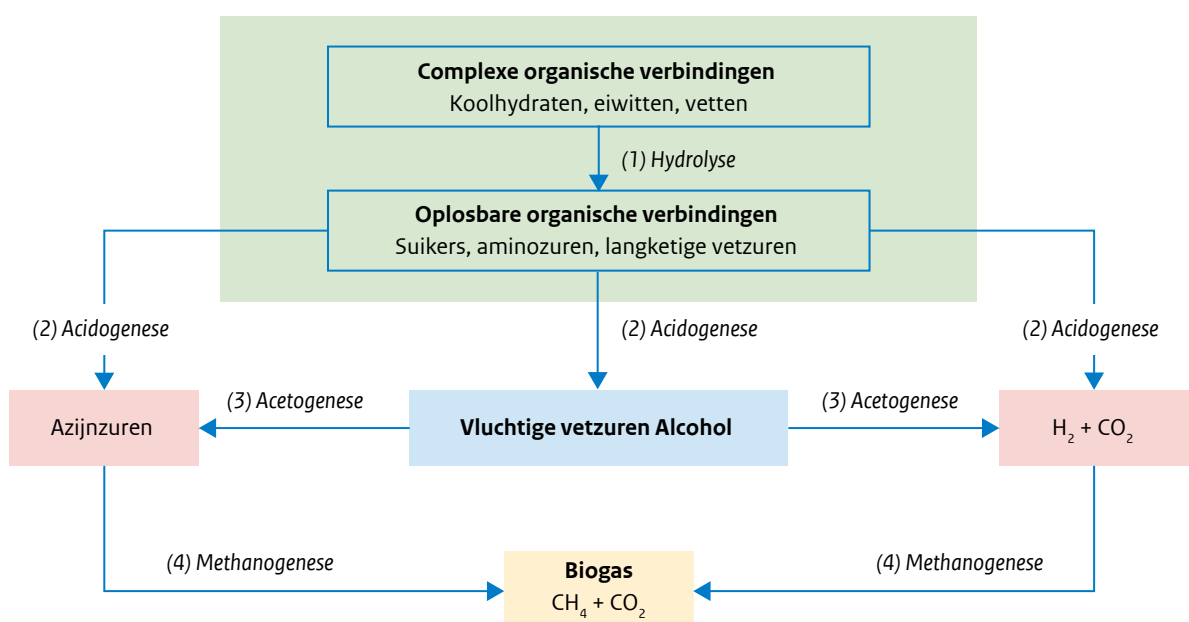 Complexe organische verbindingen
Koolhydraten, eiwitten, vetten
(1) Hydrolyse
Oplosbare organische verbindingen
Suikers, aminozuren, langketige vetzuren
(2) Acidogenese
(2) Acidogenese
(2) Acidogenese
(3) Acetogenese
(3) Acetogenese
Azijnzuren
Vluchtige vetzuren Alcohol
H₂ + CO₂
(4) Methanogenese
(4) Methanogenese
Biogas
CH₄ + CO₂